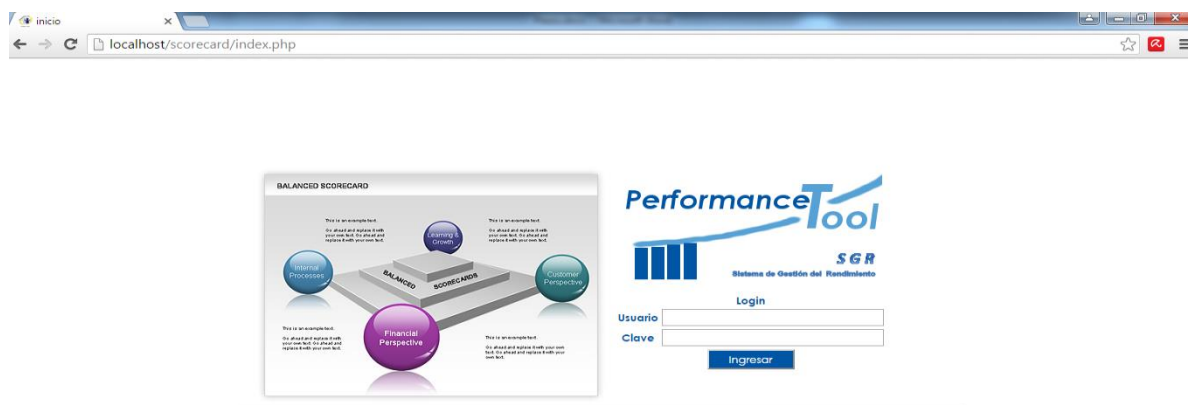 inicio
localhost/scorecard/index.php
BALANCED SCORECARD
This is an example text.
Go ahead and replace it with
your own text. Go ahead and
replace it with your own text.
Learning &
Growth
This is an example text.
Go ahead and replace it with
your own text. Go ahead and
replace it with your own text.
Internal
Processes
BALANCED
SCORECARDS
Customer
Perspective
Financial
Perspective
This is an example text.
Go ahead and replace it with
your own text. Go ahead and
replace it with your own text.
This is an example text.
Go ahead and replace it with your own
text. Go ahead and replace it with your
own text.
PerformanceTool
SGR
Sistema de Gestión del Rendimiento
Login
Usuario
Clave
Ingresar